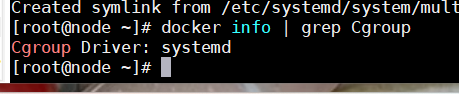 Created symlink from /etc/systemd/system/mult
[root@node ~]# docker info | grep Cgroup
Cgroup Driver: systemd
[root@node ~]#